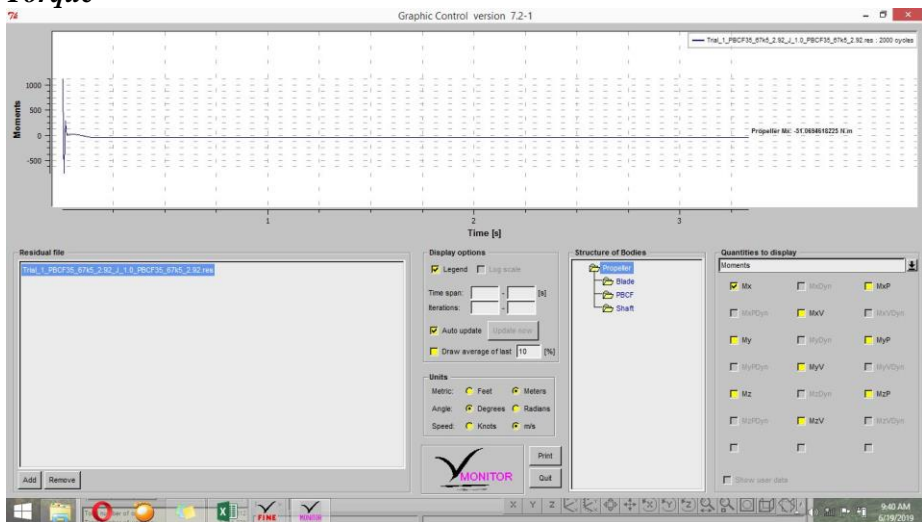 Torque
74 Graphic Control version 7.2-1
Trial_1_PBCF35_67k5_2.92_J_1.0_PBCF35_67k5_2.92.res : 2000 cycles
1000
500
0
-500
Moments
Propeller Mx: -31.0694618225 N.m
1 2 3
Time [s]
Residual file
Trial_1_PBCF35_67k5_2.92_J_1.0_PBCF35_67k5_2.92.res
Add Remove
Display options
Legend Log scale
Time span: - [s]
Iterations: -
Auto update Update now
Draw average of last 10 [%]
Units
Metric: Feet Meters
Angle: Degrees Radians
Speed: Knots m/s
MONITOR
Print
Quit
Structure of Bodies
Propeller
Blade
PBCF
Shaft
Quantities to display
Moments
Mx MxDyn MxP
MxPDyn MxV MxVDyn
My MyDyn MyP
MyPDyn MyV MyVDyn
Mz MzDyn MzP
MzPDyn MzV MzVDyn
Show user data
FINE
MONITOR
X Y Z
9:40 AM
6/19/2019